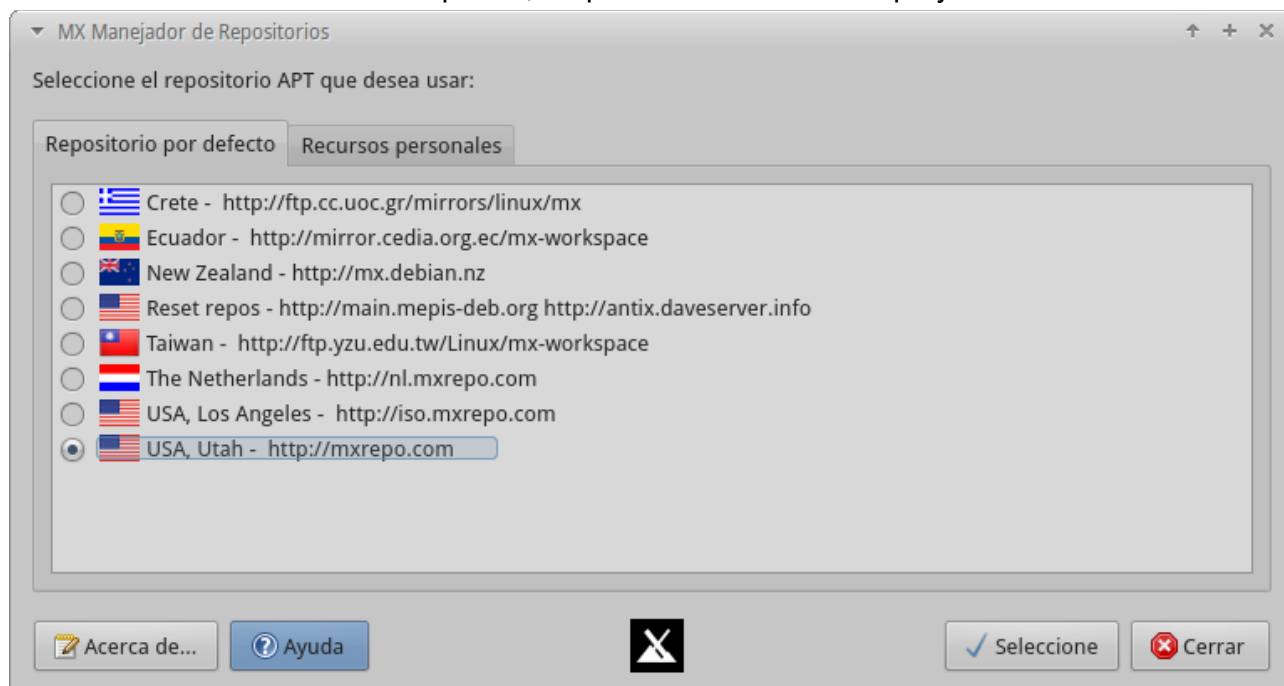 MX Manejador de Repositorios
Seleccione el repositorio APT que desea usar:
Repositorio por defecto Recursos personales
Crete - http://ftp.cc.uoc.gr/mirrors/linux/mx
Ecuador - http://mirror.cedia.org.ec/mx-workspace
New Zealand - http://mx.debian.nz
Reset repos - http://main.mepis-deb.org http://antix.daveserver.info
Taiwan - http://ftp.yzu.edu.tw/Linux/mx-workspace
The Netherlands - http://nl.mxrepo.com
USA, Los Angeles - http://iso.mxrepo.com
USA, Utah - http://mxrepo.com
Acerca de... Ayuda Seleccione Cerrar